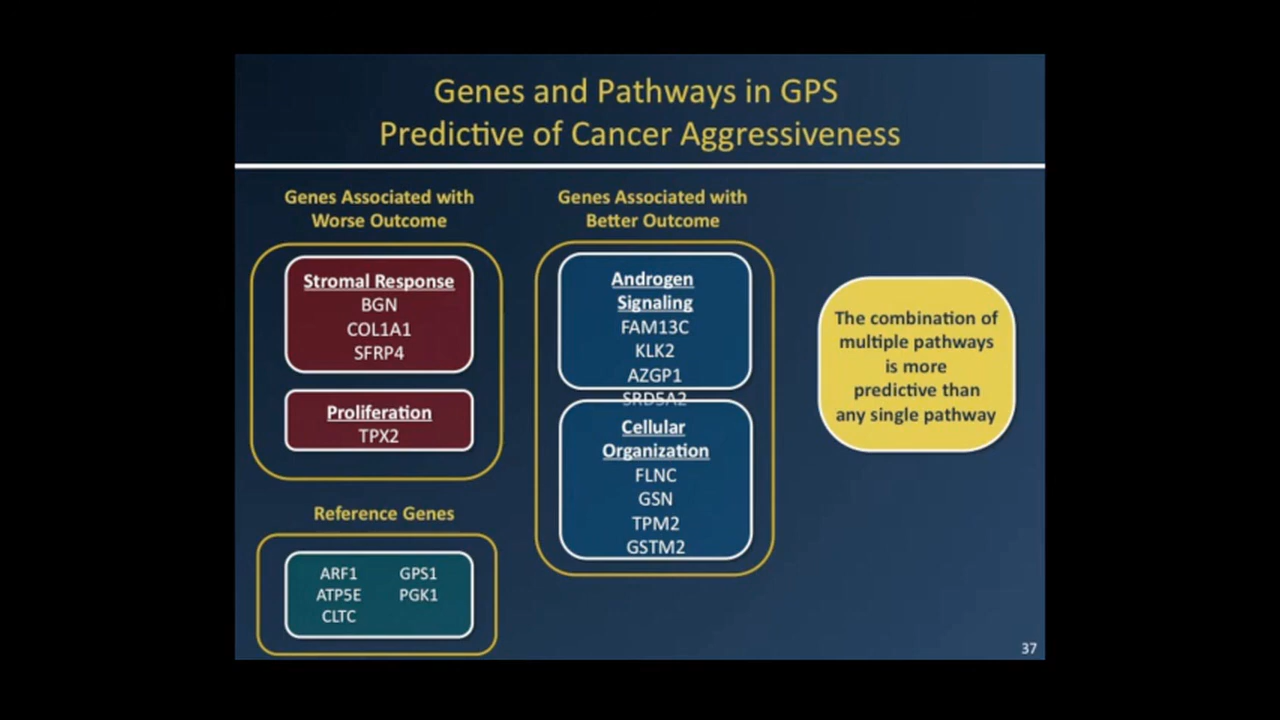 Genes and Pathways in GPS
Predictive of Cancer Aggressiveness
Genes Associated with
Worse Outcome
Stromal Response
BGN
COL1A1
SFRP4
Proliferation
TPX2
Reference Genes
ARF1 GPS1
ATP5E PGK1
CLTC
Genes Associated with
Better Outcome
Androgen
Signaling
FAM13C
KLK2
AZGP1
SRD5A2
Cellular
Organization
FLNC
GSN
TPM2
GSTM2
The combination of
multiple pathways
is more
predictive than
any single pathway
37